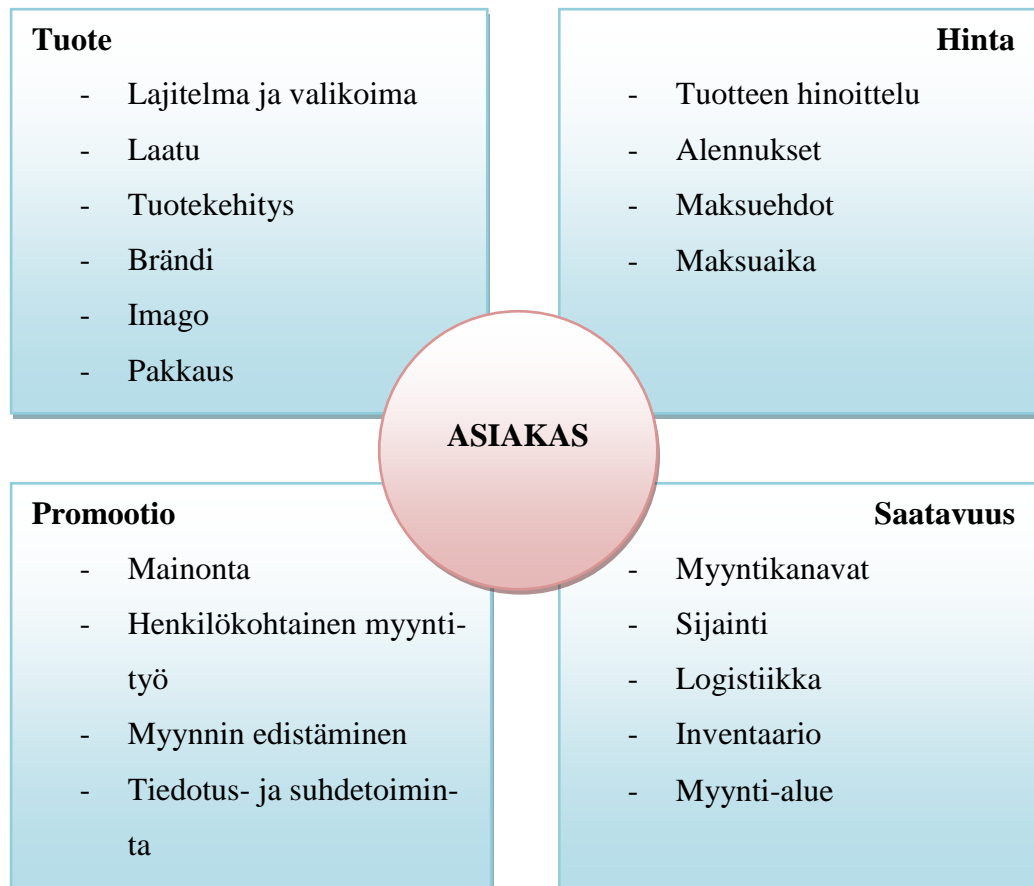 Tuote
- Lajitelma ja valikoima
- Laatu
- Tuotekehitys
- Brändi
- Imago
- Pakkaus
Hinta
- Tuotteen hinoittelu
- Alennukset
- Maksuehdot
- Maksuaika
ASIAKAS
Promootio
- Mainonta
- Henkilökohtainen myynti-
työ
- Myynnin edistäminen
- Tiedotus- ja suhdetoimin-
ta
Saatavuus
- Myyntikanavat
- Sijainti
- Logistiikka
- Inventaario
- Myynti-alue